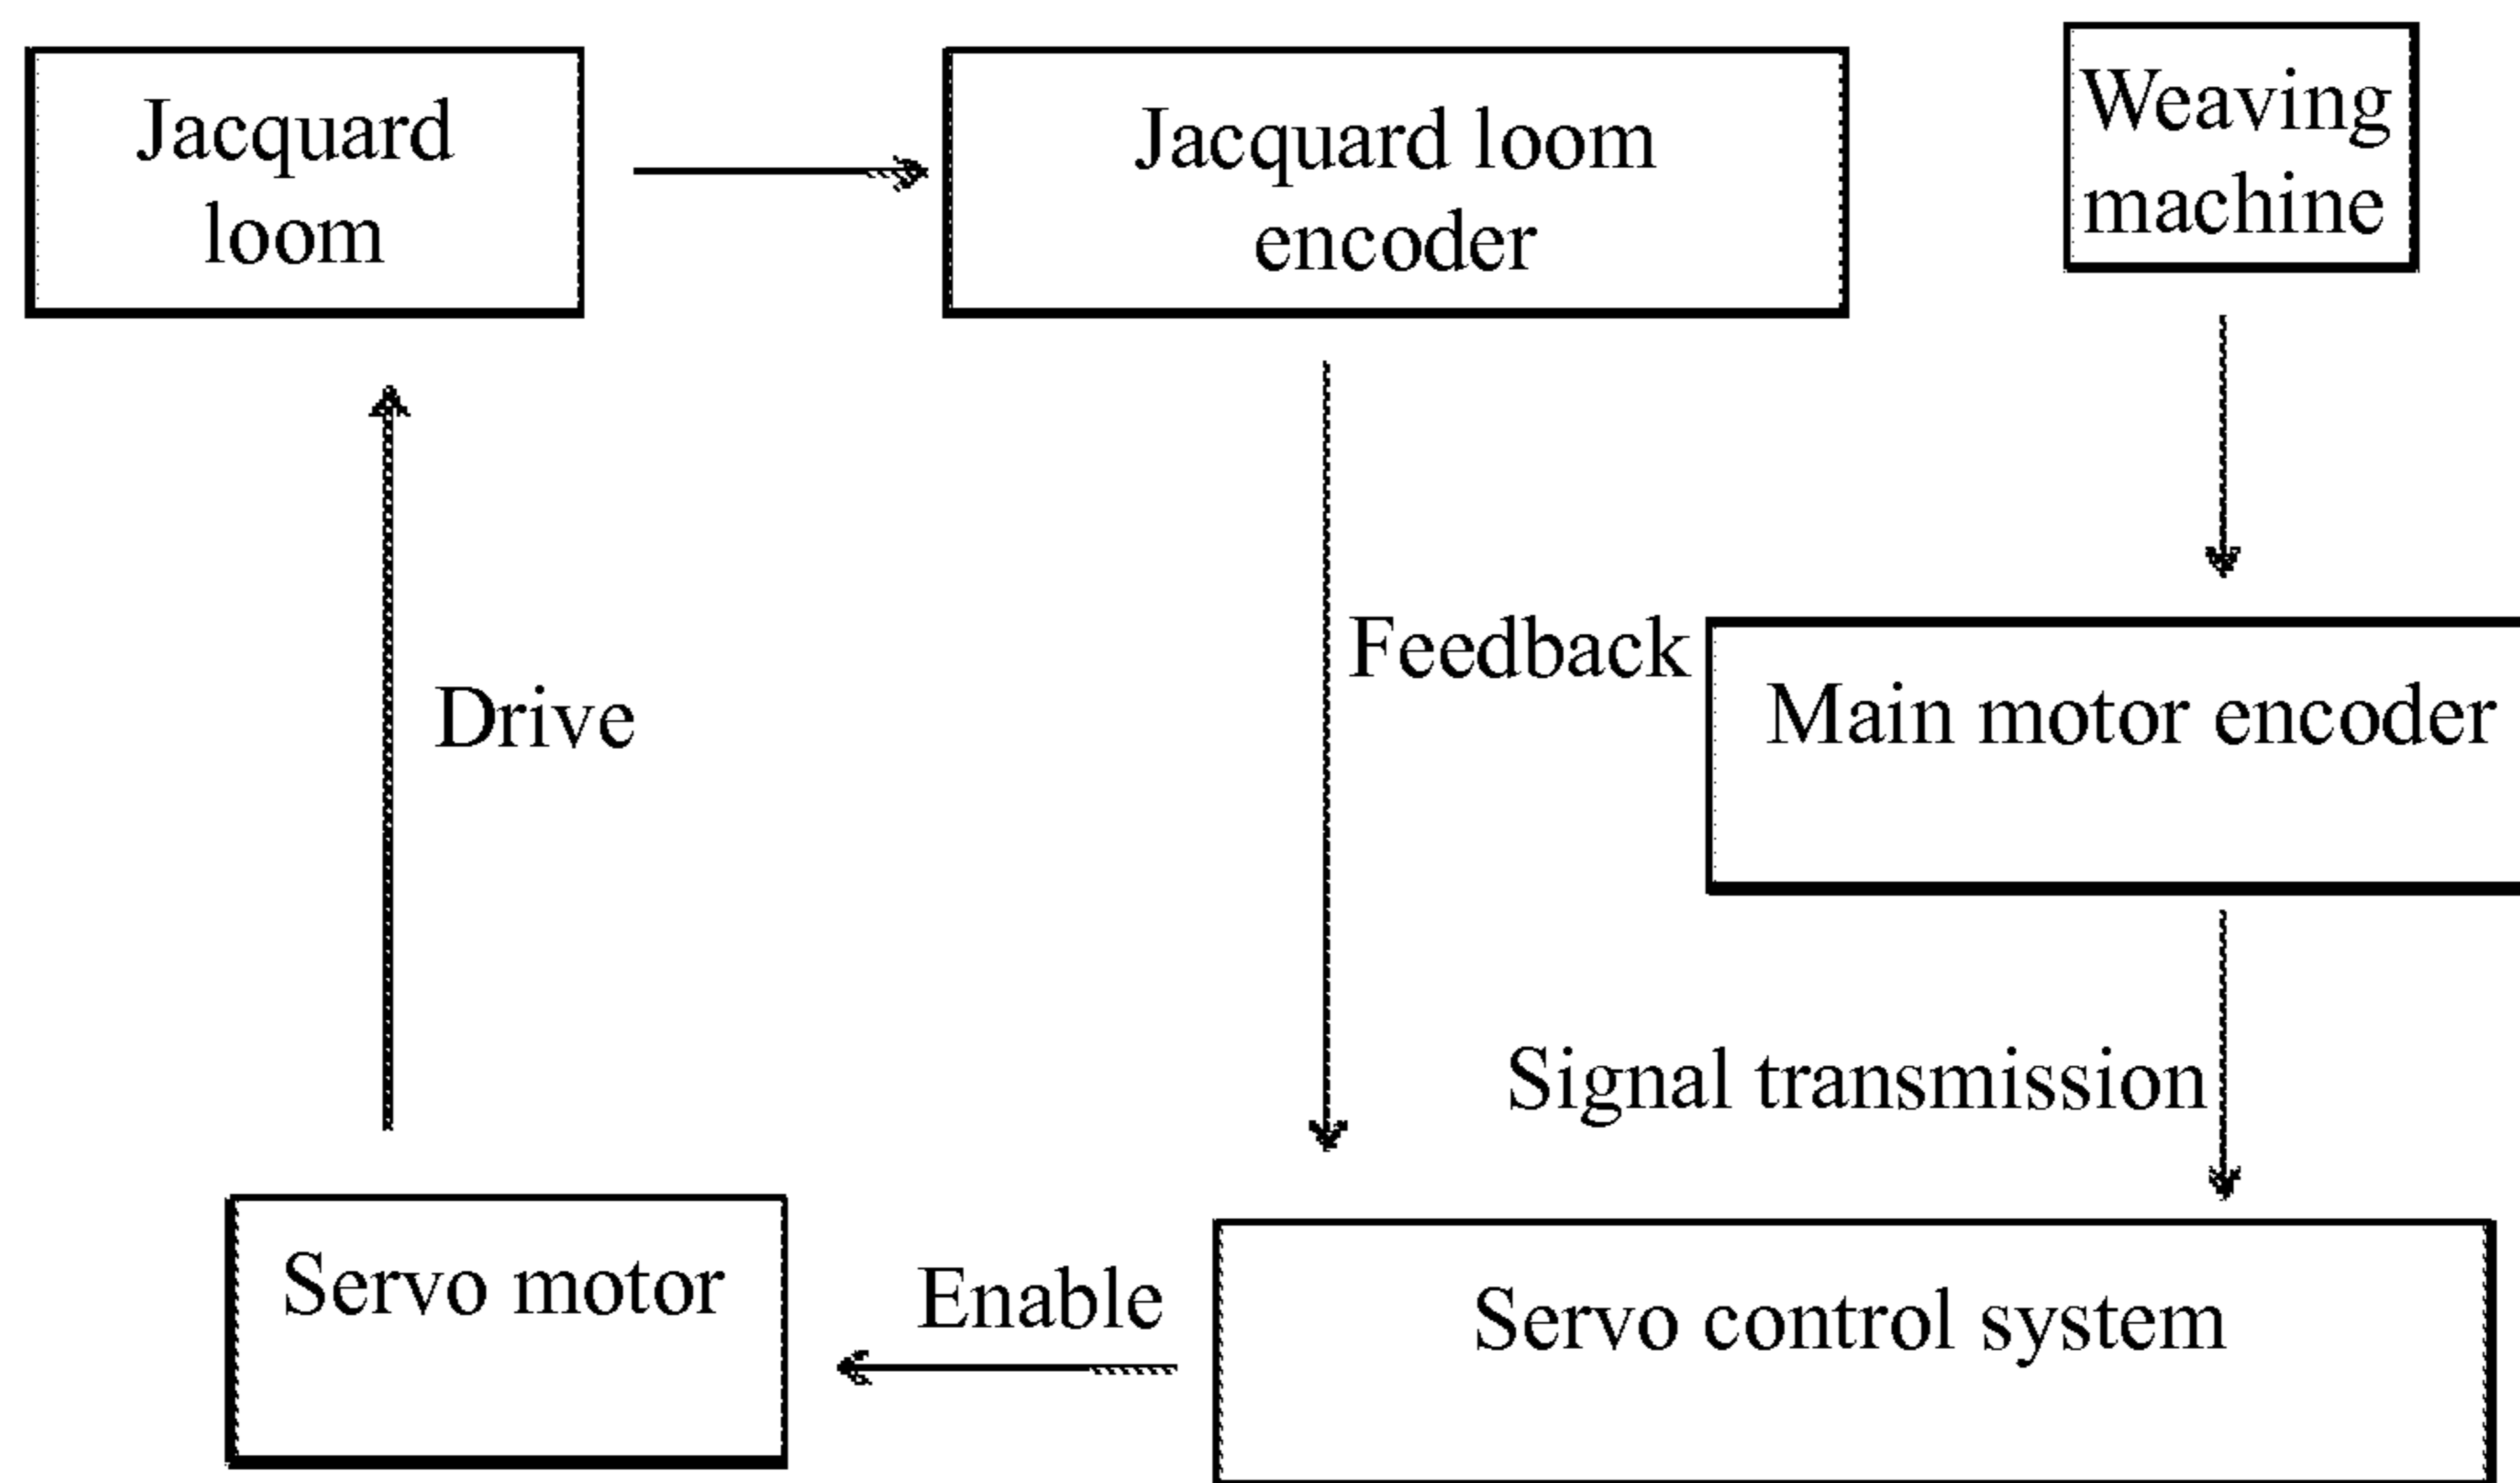 Jacquard
loom
Jacquard loom
encoder
Weaving
machine
Feedback
Main motor encoder
Drive
Signal transmission
Servo motor
Enable
Servo control system